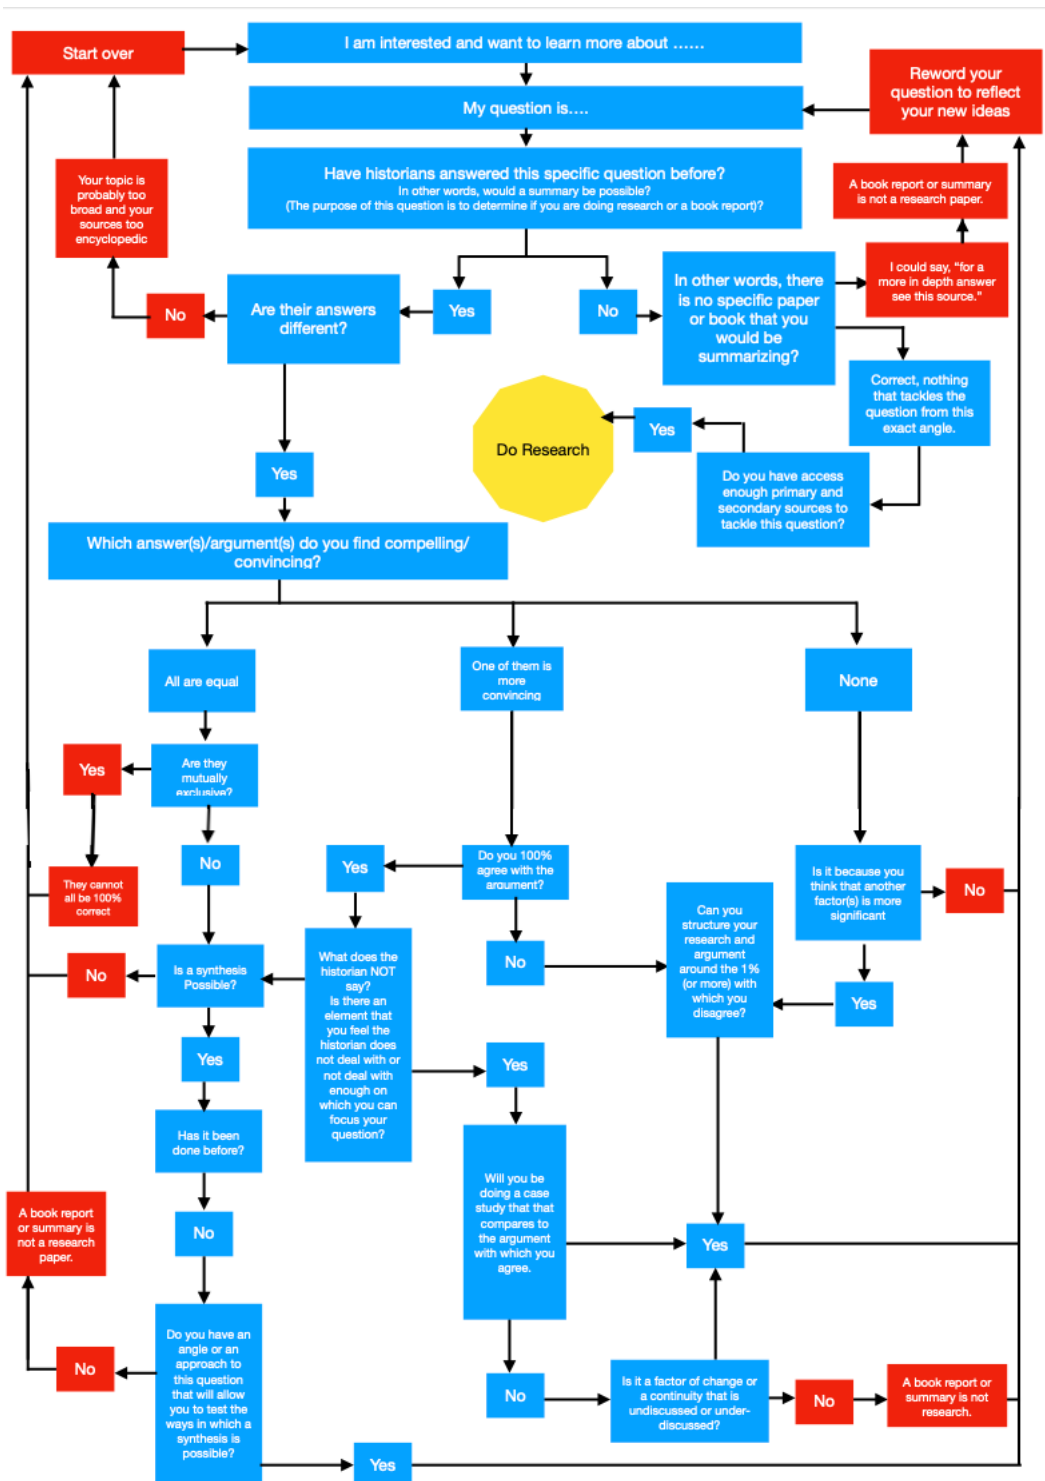 Start over
I am interested and want to learn more about ......
Reword your
question to reflect
your new ideas
My question is....
Have historians answered this specific question before?
In other words, would a summary be possible?
(The purpose of this question is to determine if you are doing research or a book report)?
Your topic is
probably too
broad and your
sources too
encyclopedic
A book report or summary
is not a research paper.
I could say, “for a
more in depth answer
see this source.”
In other words, there
is no specific paper
or book that you
would be
summarizing?
No
Yes
Are their answers
different?
No
Correct, nothing
that tackles the
question from this
exact angle.
Do Research
Yes
Do you have access
enough primary and
secondary sources to
tackle this question?
Yes
Which answer(s)/argument(s) do you find compelling/
convincing?
All are equal
One of them is
more
convincing
None
Yes
Are they
mutually
exclusive?
No
They cannot
all be 100%
correct
Yes
Do you 100%
agree with the
argument?
Is it because you
think that another
factor(s) is more
significant
No
Can you
structure your
research and
argument
around the 1%
(or more) with
which you
disagree?
No
Yes
No
Is a synthesis
Possible?
What does the
historian NOT
say?
Is there an
element that
you feel the
historian does
not deal with or
not deal with
enough on
which you can
focus your
question?
Yes
Yes
Has it been
done before?
Will you be
doing a case
study that that
compares to
the argument
with which you
agree.
Yes
A book report
or summary is
not a research
paper.
No
Do you have an
angle or an
approach to
this question
that will allow
you to test the
ways in which a
synthesis is
possible?
No
No
Is it a factor of change or
a continuity that is
undiscussed or under-
discussed?
No
A book report or
summary is not
research.
Yes